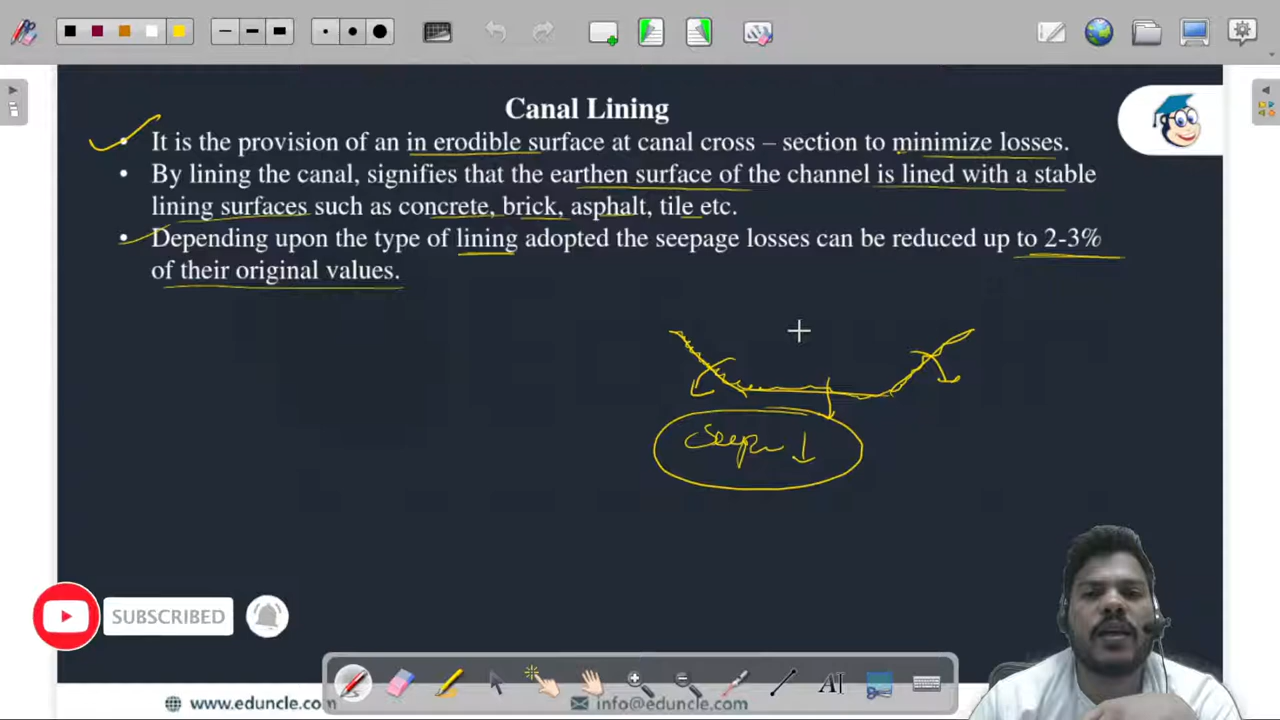 Canal Lining
• It is the provision of an in erodible surface at canal cross – section to minimize losses.
• By lining the canal, signifies that the earthen surface of the channel is lined with a stable
lining surfaces such as concrete, brick, asphalt, tile etc.
• Depending upon the type of lining adopted the seepage losses can be reduced up to 2-3%
of their original values.
SUBSCRIBED
AI
www.eduncle.com
info@eduncle.com